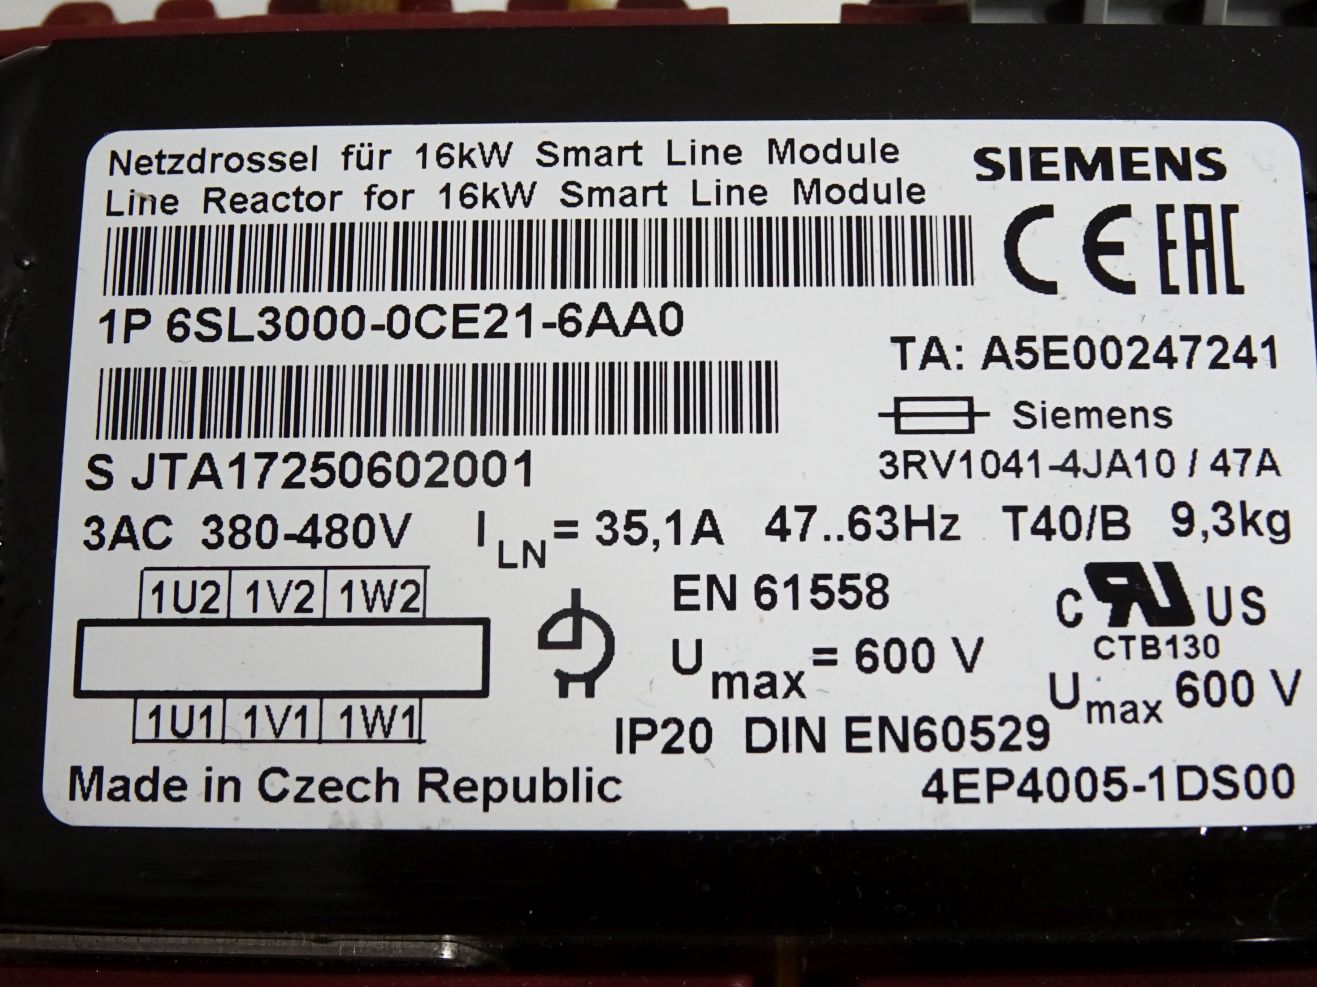 Netzdrossel für 16kW Smart Line Module
Line Reactor for 16kW Smart Line Module
SIEMENS
CE EAC
1P 6SL3000-0CE21-6AA0
TA: A5E00247241
Siemens
3RV1041-4JA10 / 47A
S JTA17250602001
3AC 380-480V I LN = 35,1A 47..63Hz T40/B 9,3kg
1U2 1V2 1W2
EN 61558
C RU US
CTB130
U max = 600 V
U max 600 V
1U1 1V1 1W1
IP20 DIN EN60529
Made in Czech Republic
4EP4005-1DS00